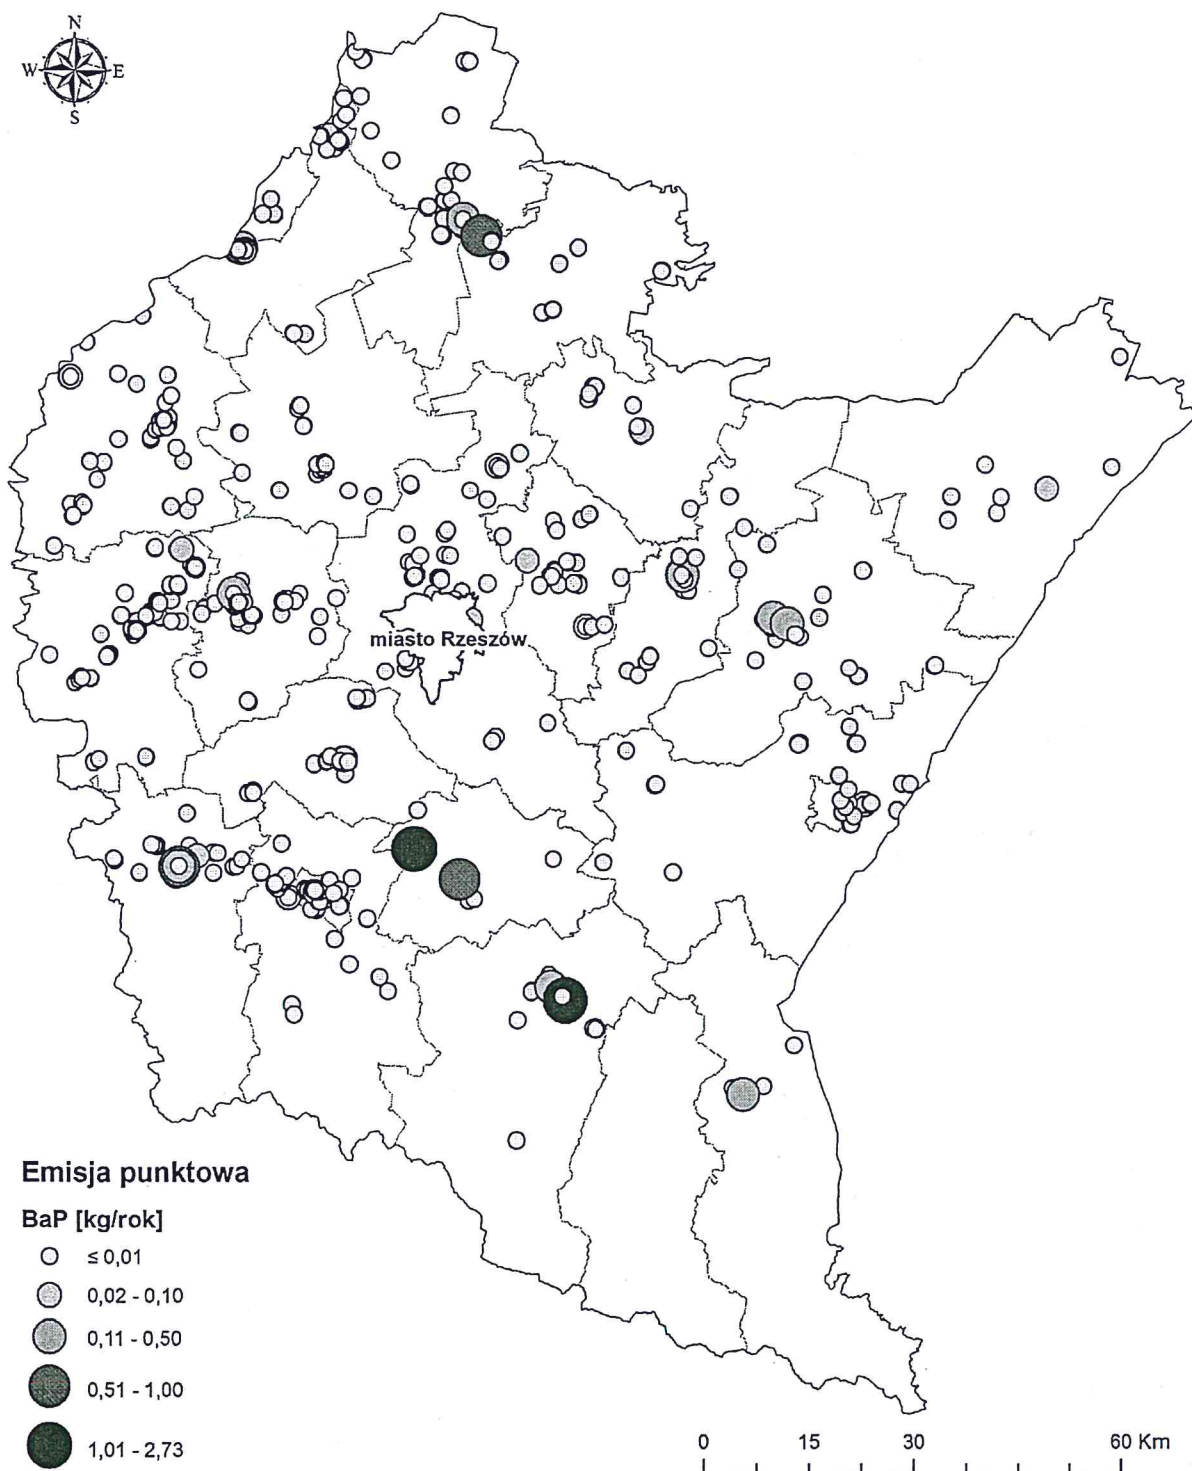 N
W E
S
miasto Rzeszów
Emisja punktowa
BaP [kg/rok]
≤ 0,01
0,02 - 0,10
0,11 - 0,50
0,51 - 1,00
1,01 - 2,73
0 15 30 60 Km